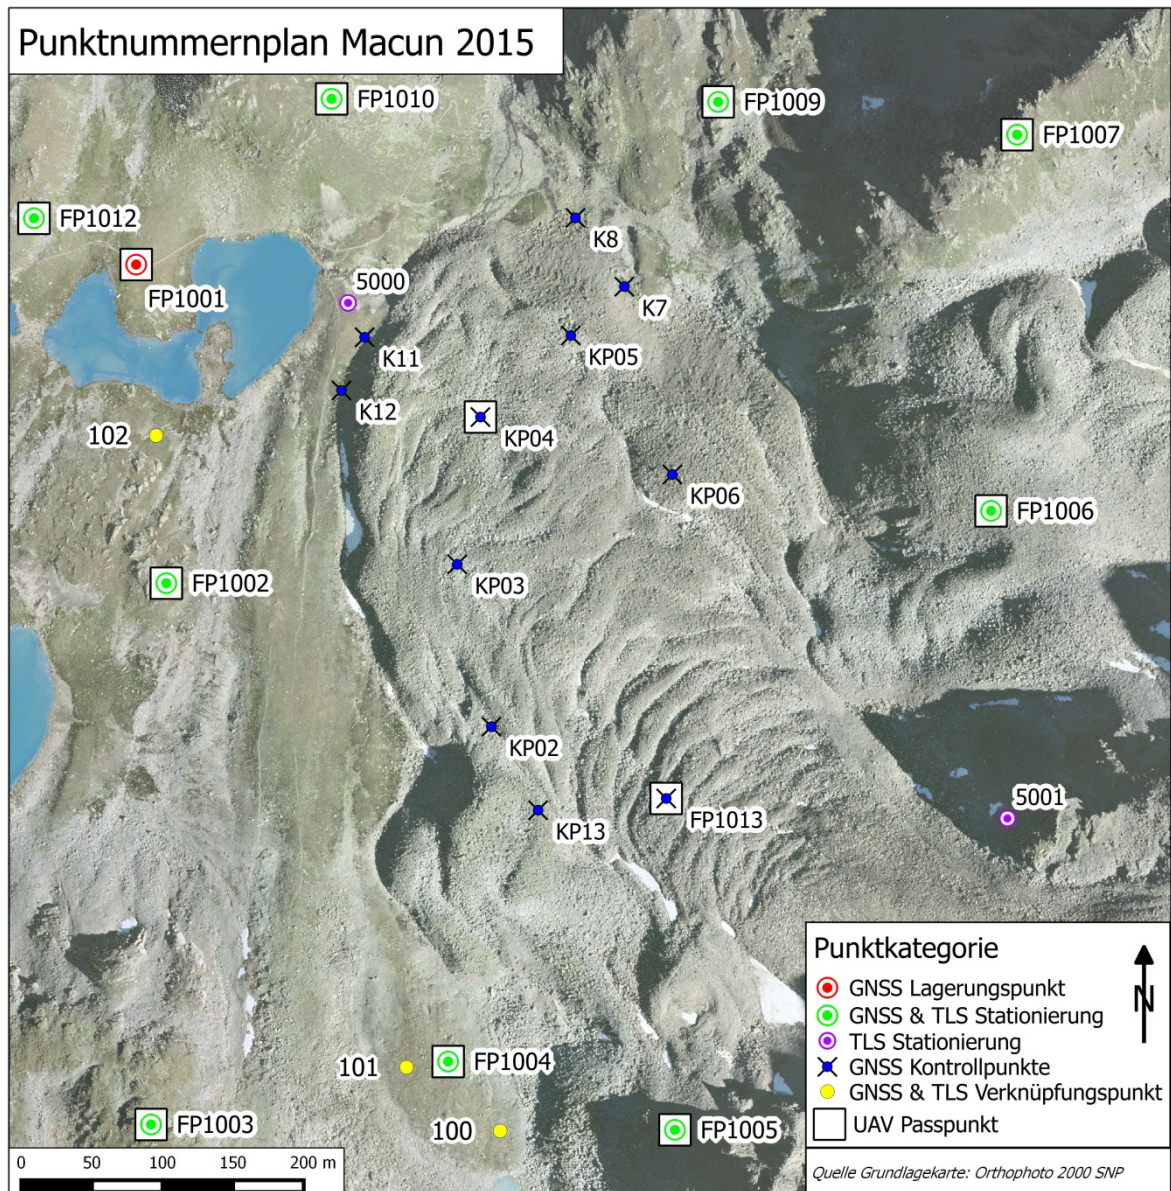 Punktnummernplan Macun 2015
FP1010
FP1009
FP1007
FP1012
K8
FP1001
5000
K7
K11
KP05
K12
KP04
102
KP06
FP1006
FP1002
KP03
KP02
5001
KP13
FP1013
101
FP1004
FP1003
100
FP1005
0 50 100 150 200 m
Punktkategorie
GNSS Lagerungspunkt
GNSS & TLS Stationierung
TLS Stationierung
GNSS Kontrollpunkte
GNSS & TLS Verknüpfungspunkt
UAV Passpunkt
N
Quelle Grundlagekarte: Orthophoto 2000 SNP